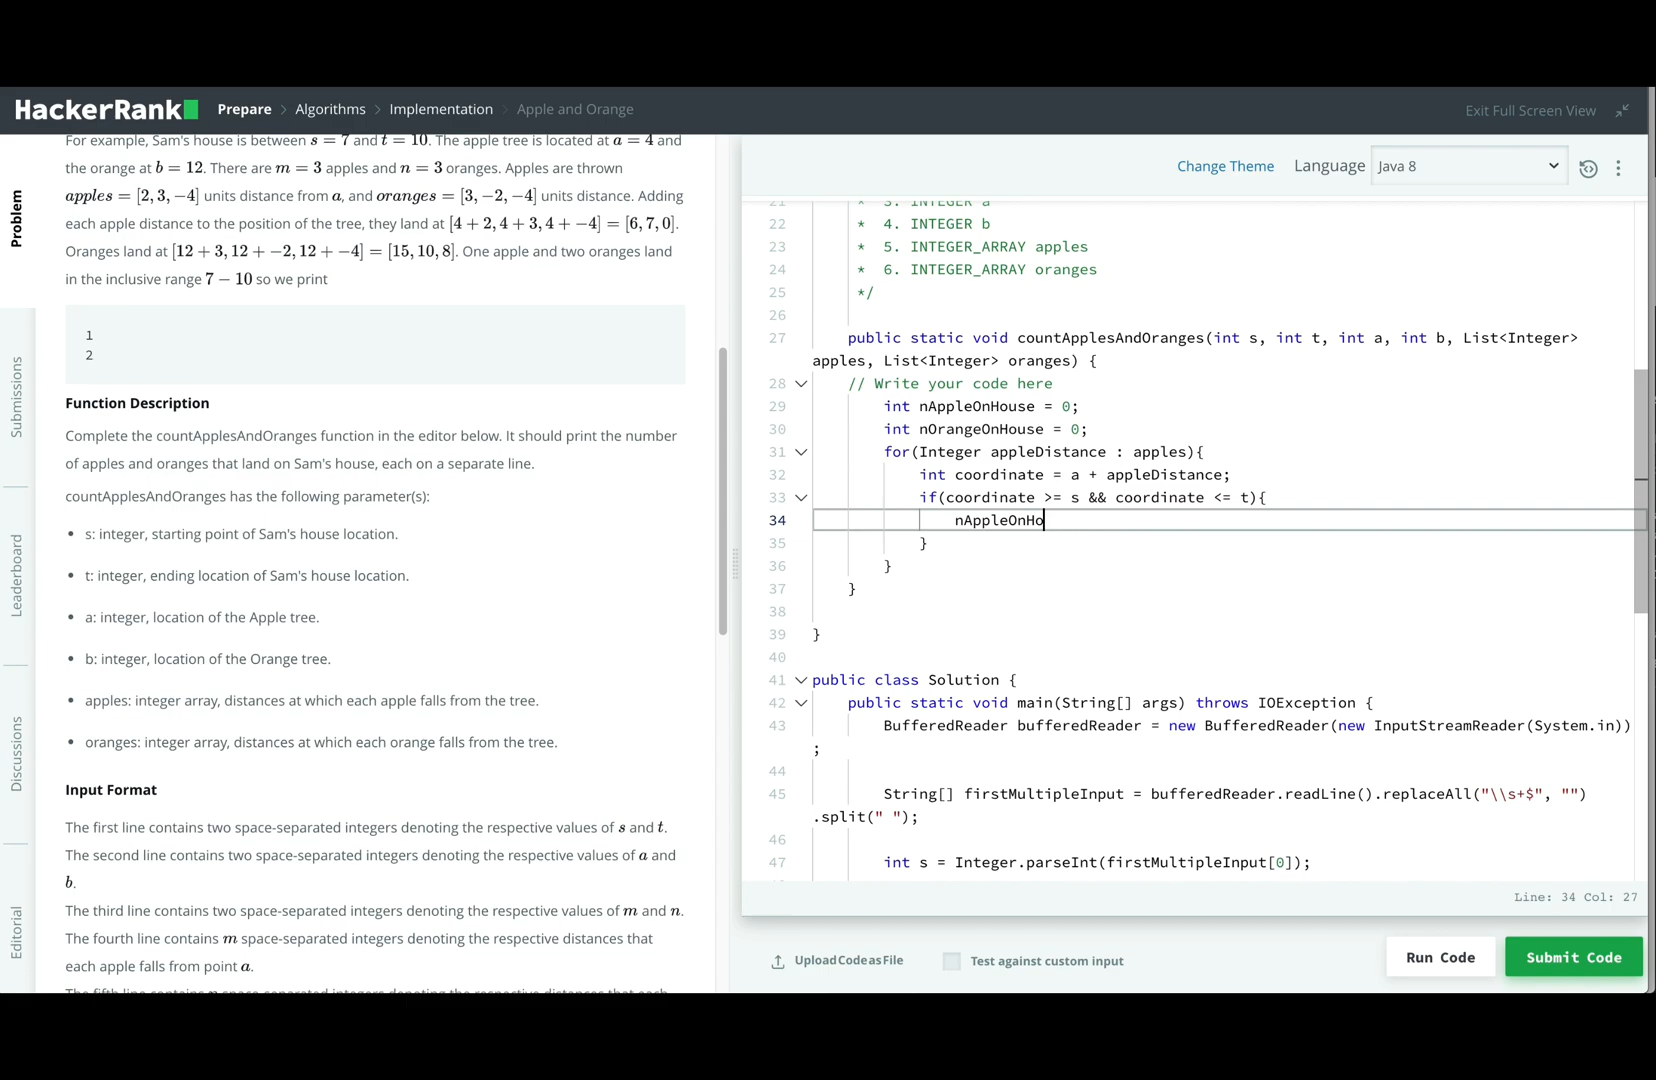 HackerRank Prepare > Algorithms > Implementation > Apple and Orange Exit Full Screen View
Problem
Submissions
Leaderboard
Discussions
Editorial
For example, Sam's house is between s = 7 and t = 10. The apple tree is located at a = 4 and
the orange at b = 12. There are m = 3 apples and n = 3 oranges. Apples are thrown
apples = [2, 3, −4] units distance from a, and oranges = [3, −2, −4] units distance. Adding
each apple distance to the position of the tree, they land at [4 + 2, 4 + 3, 4 + −4] = [6, 7, 0].
Oranges land at [12 + 3, 12 + −2, 12 + −4] = [15, 10, 8]. One apple and two oranges land
in the inclusive range 7 − 10 so we print
1
2
Function Description
Complete the countApplesAndOranges function in the editor below. It should print the number
of apples and oranges that land on Sam's house, each on a separate line.
countApplesAndOranges has the following parameter(s):
• s: integer, starting point of Sam's house location.
• t: integer, ending location of Sam's house location.
• a: integer, location of the Apple tree.
• b: integer, location of the Orange tree.
• apples: integer array, distances at which each apple falls from the tree.
• oranges: integer array, distances at which each orange falls from the tree.
Input Format
The first line contains two space-separated integers denoting the respective values of s and t.
The second line contains two space-separated integers denoting the respective values of a and
b.
The third line contains two space-separated integers denoting the respective values of m and n.
The fourth line contains m space-separated integers denoting the respective distances that
each apple falls from point a.
The fifth line contains n space-separated integers denoting the respective distances that each
Change Theme Language Java 8
21 * 3. INTEGER a
22 * 4. INTEGER b
23 * 5. INTEGER_ARRAY apples
24 * 6. INTEGER_ARRAY oranges
25 */
26
27 public static void countApplesAndOranges(int s, int t, int a, int b, List<Integer>
apples, List<Integer> oranges) {
28 // Write your code here
29 int nAppleOnHouse = 0;
30 int nOrangeOnHouse = 0;
31 for(Integer appleDistance : apples){
32 int coordinate = a + appleDistance;
33 if(coordinate >= s && coordinate <= t){
34 nAppleOnHo
35 }
36 }
37 }
38
39 }
40
41 public class Solution {
42 public static void main(String[] args) throws IOException {
43 BufferedReader bufferedReader = new BufferedReader(new InputStreamReader(System.in))
;
44
45 String[] firstMultipleInput = bufferedReader.readLine().replaceAll("\\s+$", "")
.split(" ");
46
47 int s = Integer.parseInt(firstMultipleInput[0]);
Line: 34 Col: 27
Upload Code as File Test against custom input Run Code Submit Code